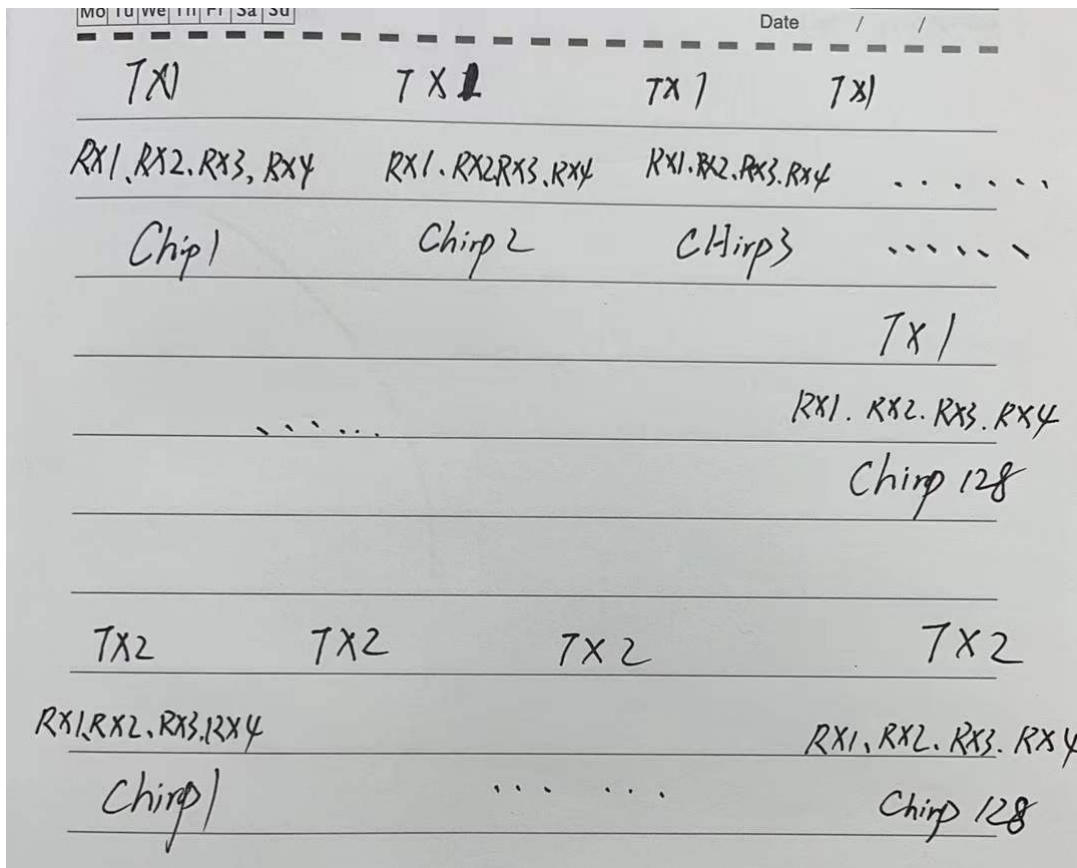 Mo Tu We Th Fr Sa Su Date / /
TX1 TX1 TX1 TX1
RX1、RX2、RX3、RX4 RX1.RX2RX3.RX4 RX1.RX2.RX3.RX4 ......
Chip1 Chirp2 CHirp3 ......
TX1
RX1. RX2. RX3. RX4
......
Chirp 128
TX2 TX2 TX2 TX2
RX1、RX2、RX3、RX4 RX1、RX2、RX3. RX4
Chirp1 ... ... Chirp 128